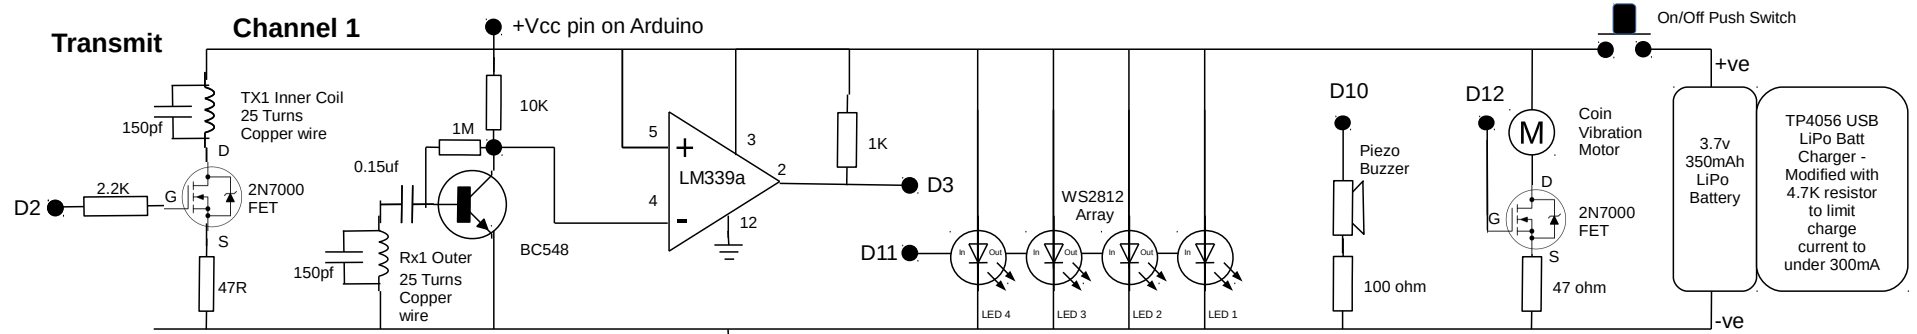 Transmit
Channel 1
+Vcc pin on Arduino
On/Off Push Switch
+ve
TX1 Inner Coil
25 Turns
Copper wire
150pf
10K
1M
0.15uf
D
2.2K
G
D2
2N7000
FET
S
47R
150pf
Rx1 Outer
25 Turns
Copper
wire
BC548
5
+
3
LM339a
2
4
-
12
1K
D3
D11
WS2812
Array
In
Out
In
Out
In
Out
In
LED 4
LED 3
LED 2
LED 1
D10
Piezo
Buzzer
100 ohm
D12
M
Coin
Vibration
Motor
D
G
2N7000
FET
S
47 ohm
3.7v
350mAh
LiPo
Battery
TP4056 USB
LiPo Batt
Charger -
Modified with
4.7K resistor
to limit
charge
current to
under 300mA
-ve